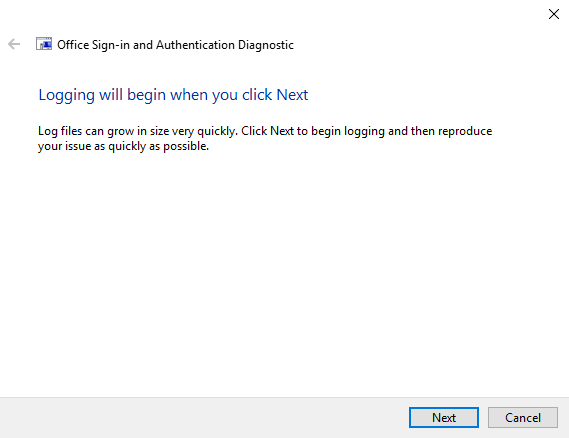 Office Sign-in and Authentication Diagnostic
Logging will begin when you click Next
Log files can grow in size very quickly. Click Next to begin logging and then reproduce
your issue as quickly as possible.
Next
Cancel